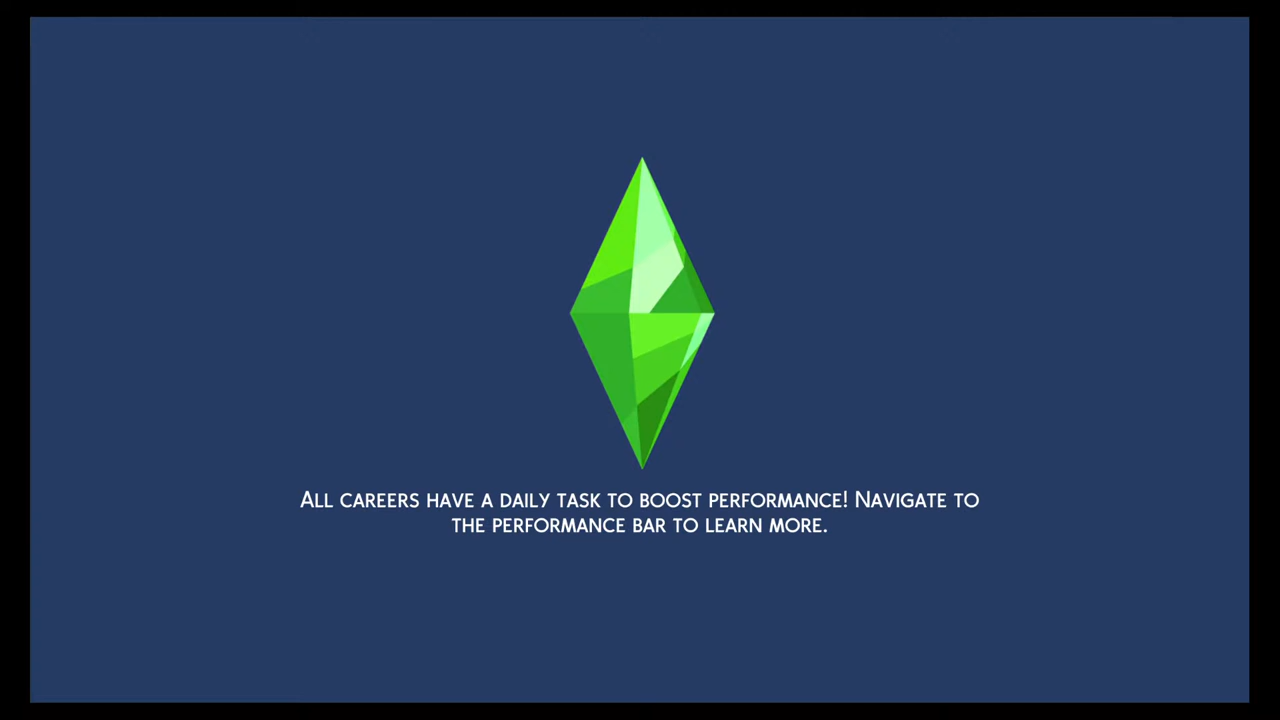 All careers have a daily task to boost performance! Navigate to
the performance bar to learn more.